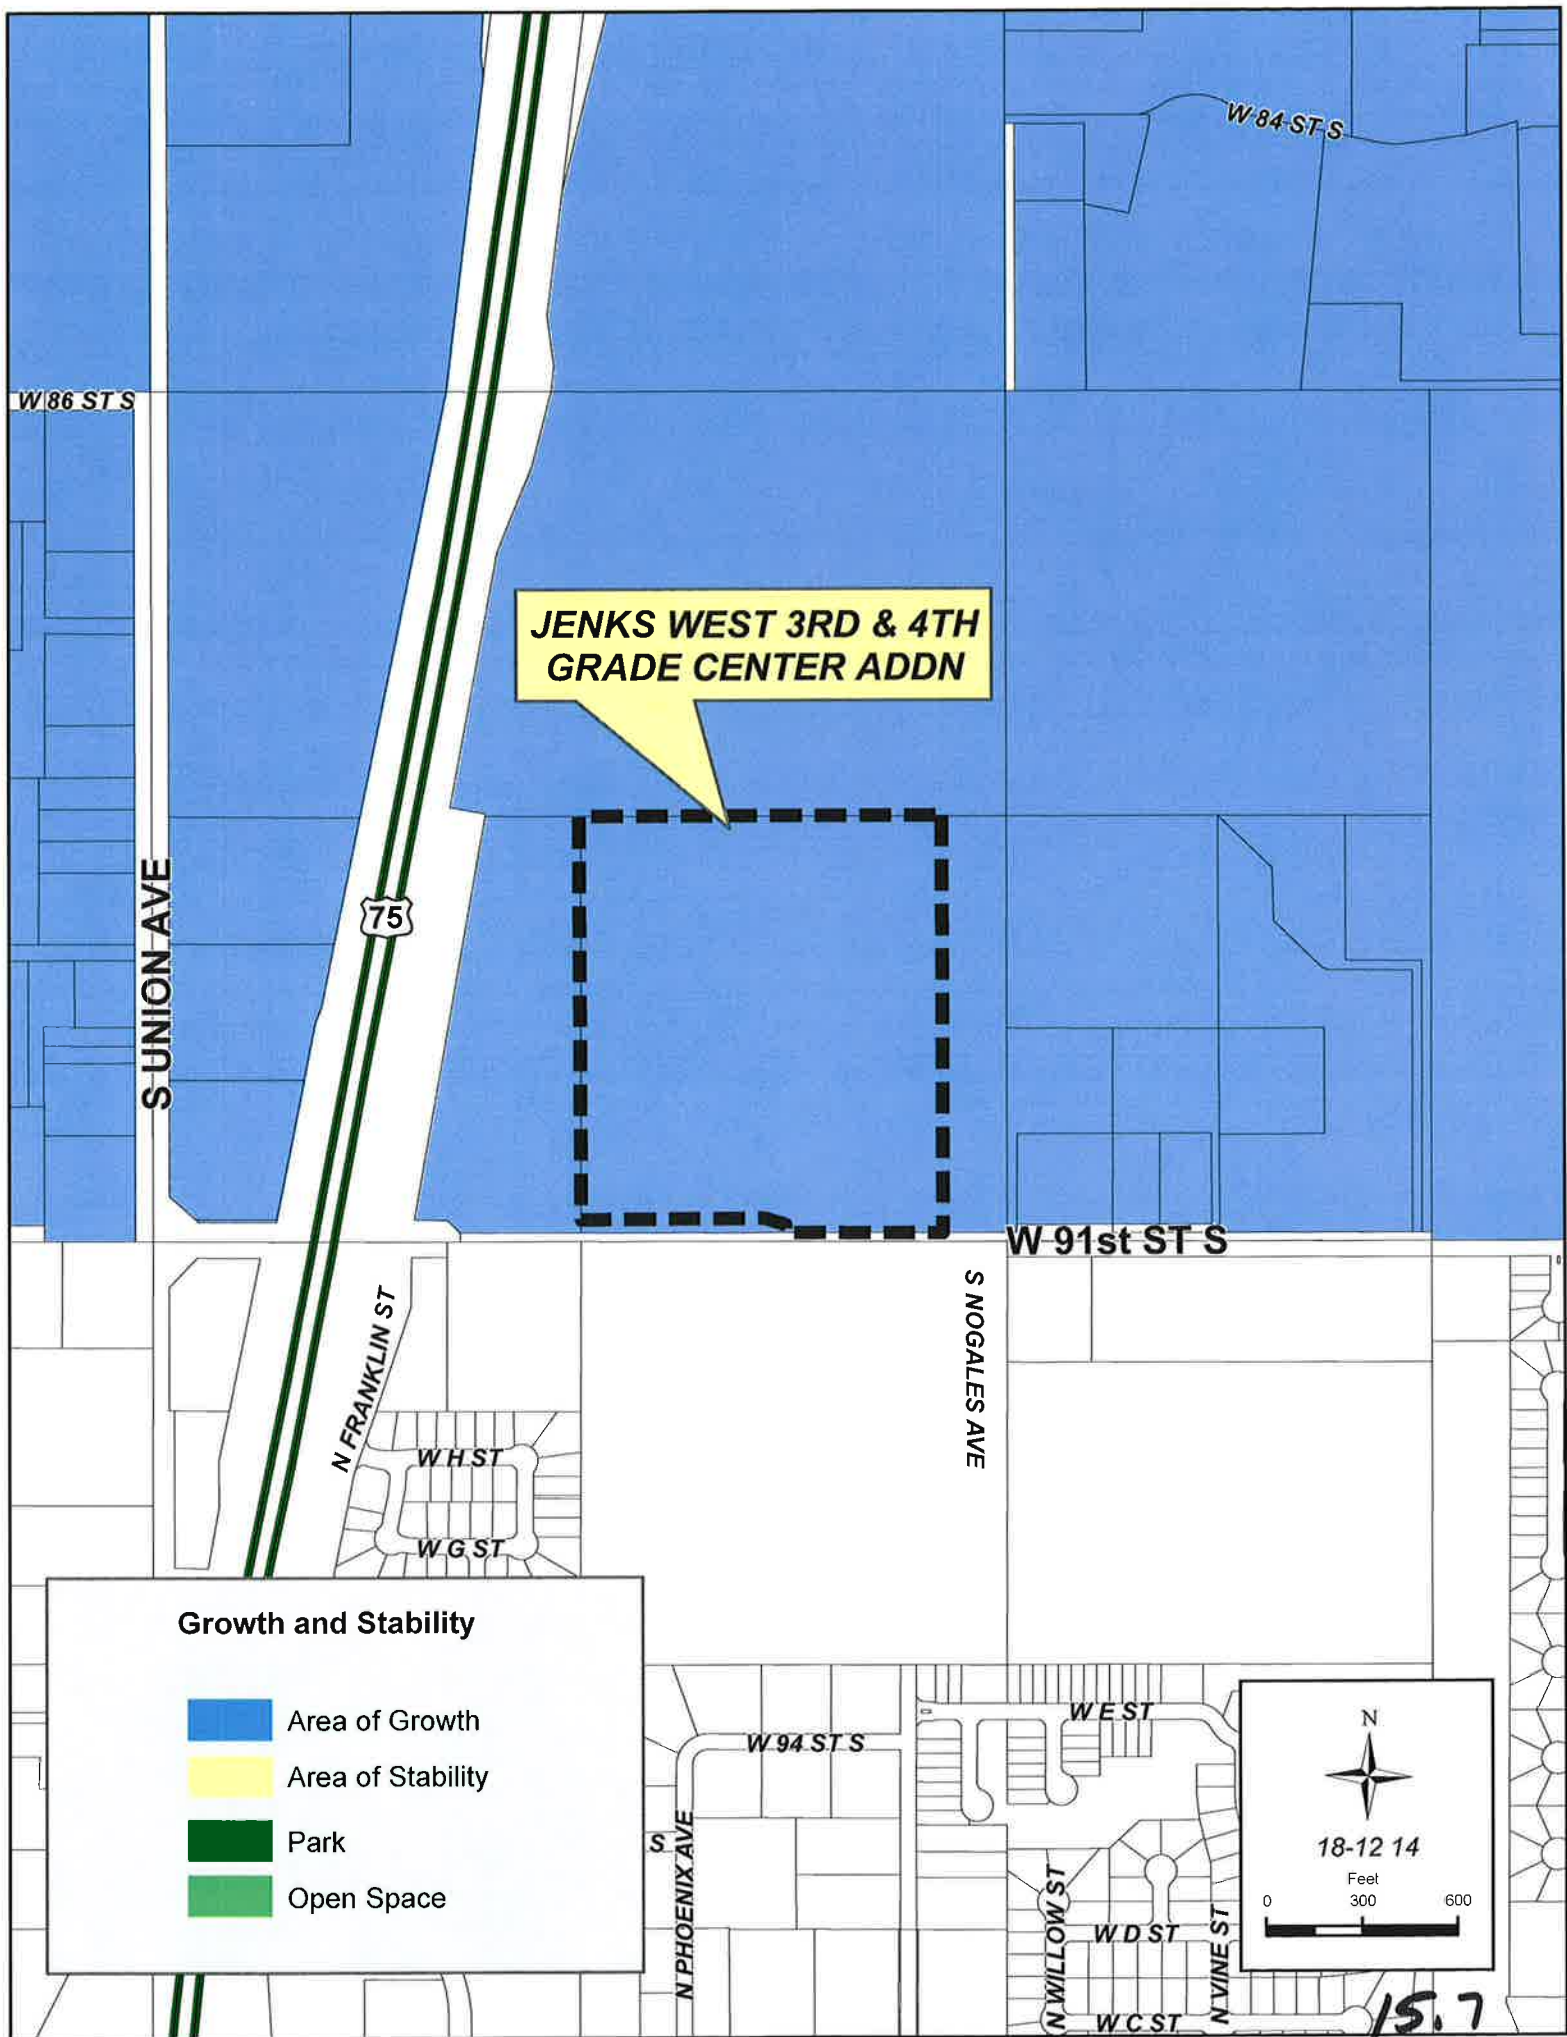 W 84 ST S
W 86 ST S
JENKS WEST 3RD & 4TH
GRADE CENTER ADDN
75
S UNION AVE
W 91st ST S
S NOGALES AVE
N FRANKLIN ST
W H ST
W G ST
Growth and Stability
Area of Growth
Area of Stability
Park
Open Space
W E ST
W 94 ST S
S
N PHOENIX AVE
N WILLOW ST
W D ST
N VINE ST
W C ST
N
18-12 14
Feet
0 300 600
15.7